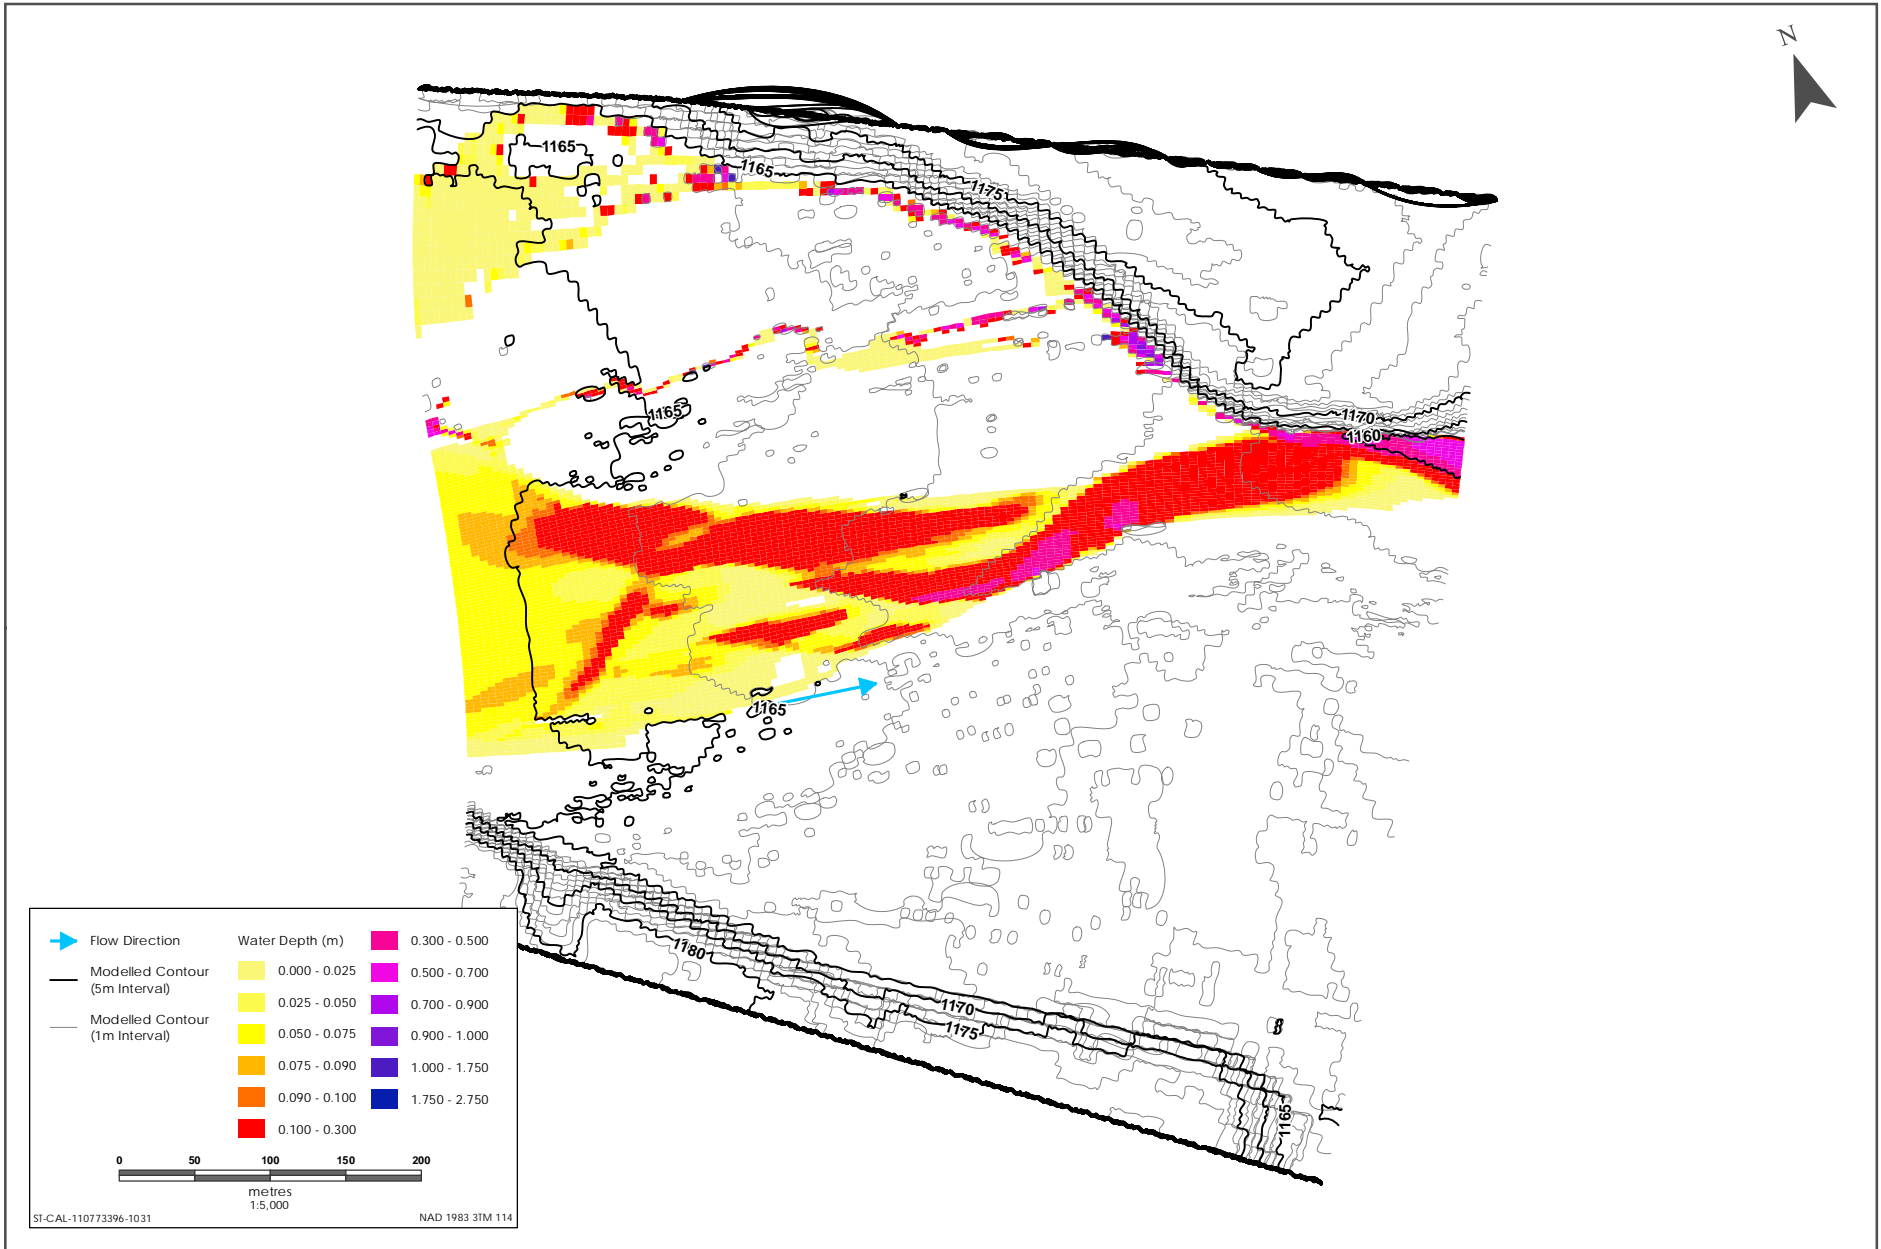 N
1165
1165
1175
1165
1170
1160
1165
1180
1170
1175
1165
Flow Direction
Modelled Contour
(5m Interval)
Modelled Contour
(1m Interval)
Water Depth (m)
0.000 - 0.025
0.025 - 0.050
0.050 - 0.075
0.075 - 0.090
0.090 - 0.100
0.100 - 0.300
0.300 - 0.500
0.500 - 0.700
0.700 - 0.900
0.900 - 1.000
1.000 - 1.750
1.750 - 2.750
0 50 100 150 200
metres
1:5,000
ST-CAL-110773396-1031
NAD 1983 3TM 114